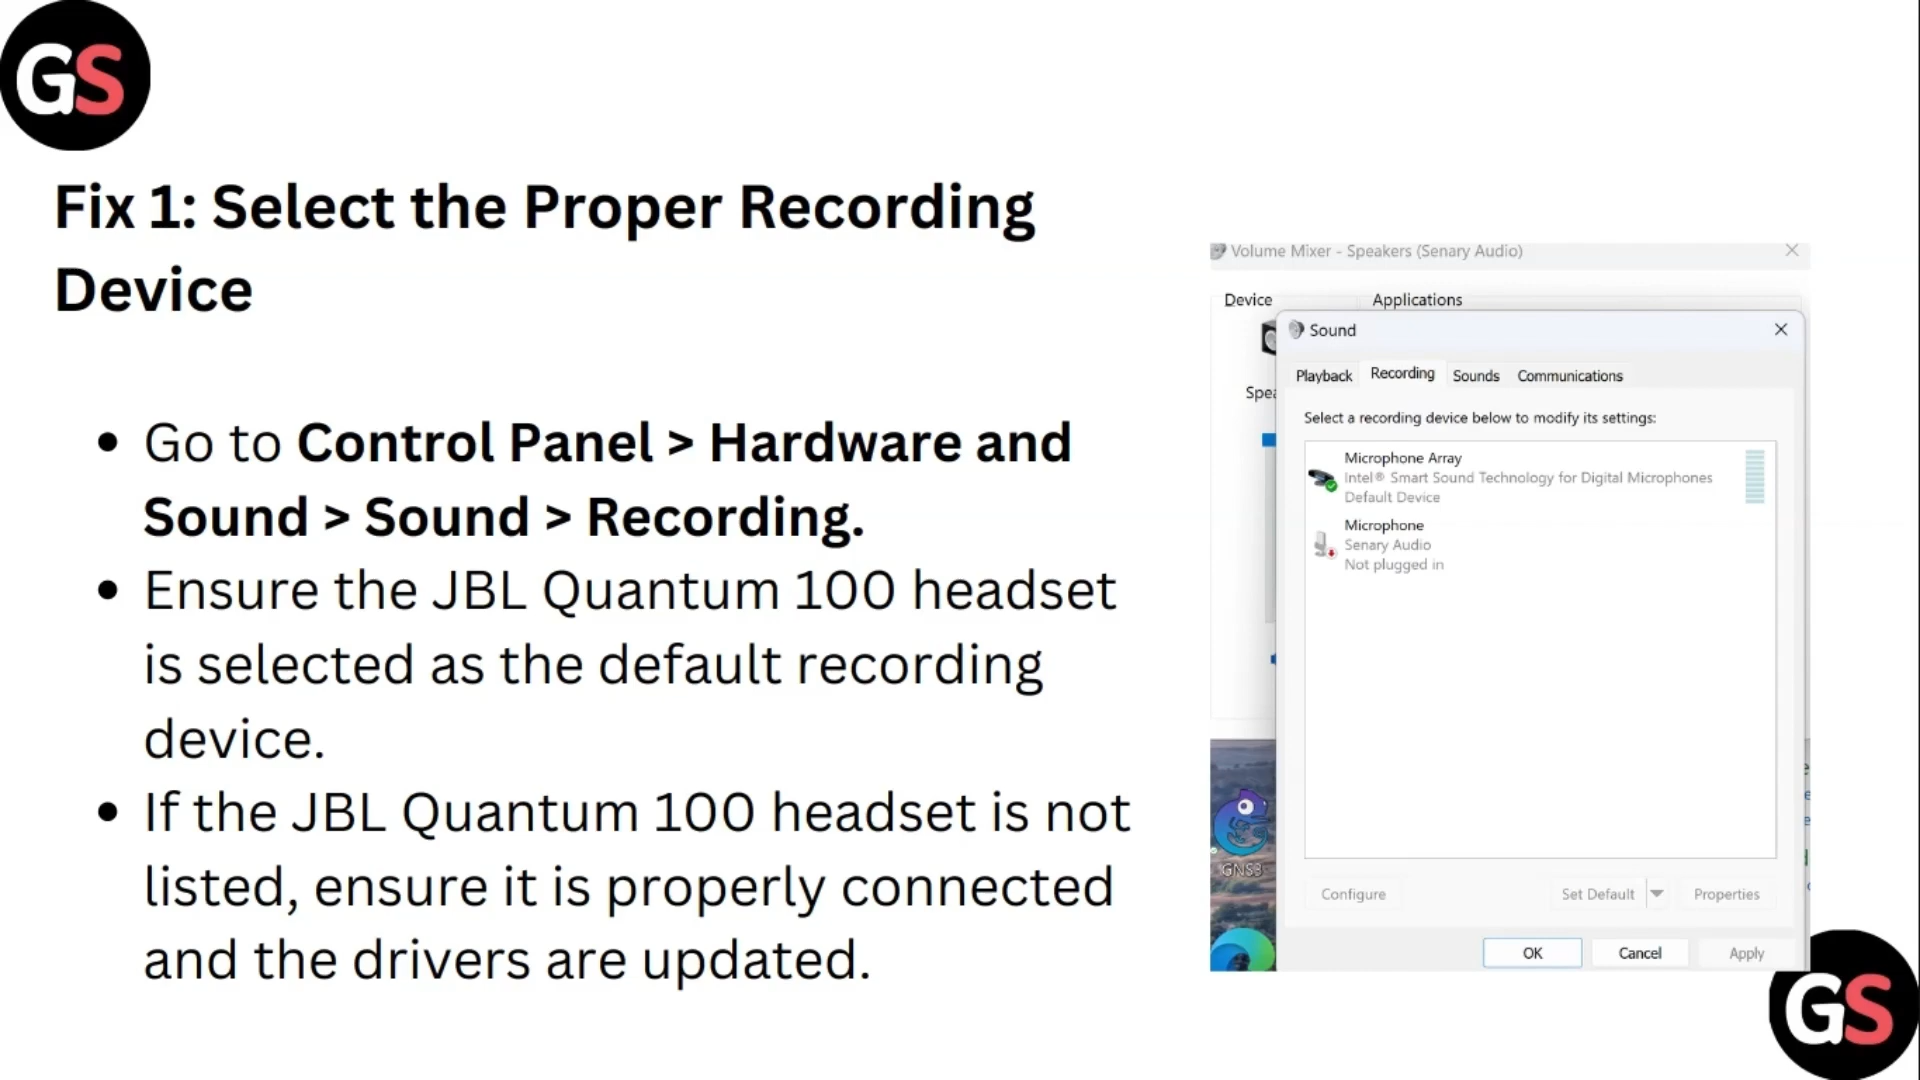 GS
Fix 1: Select the Proper Recording
Device
• Go to Control Panel > Hardware and
Sound > Sound > Recording.
• Ensure the JBL Quantum 100 headset
is selected as the default recording
device.
• If the JBL Quantum 100 headset is not
listed, ensure it is properly connected
and the drivers are updated.
Volume Mixer - Speakers (Senary Audio)
Device Applications
Sound
Spea
Playback Recording Sounds Communications
Select a recording device below to modify its settings:
Microphone Array
Intel® Smart Sound Technology for Digital Microphones
Default Device
Microphone
Senary Audio
Not plugged in
GNS3
Configure Set Default Properties
OK Cancel Apply
GS